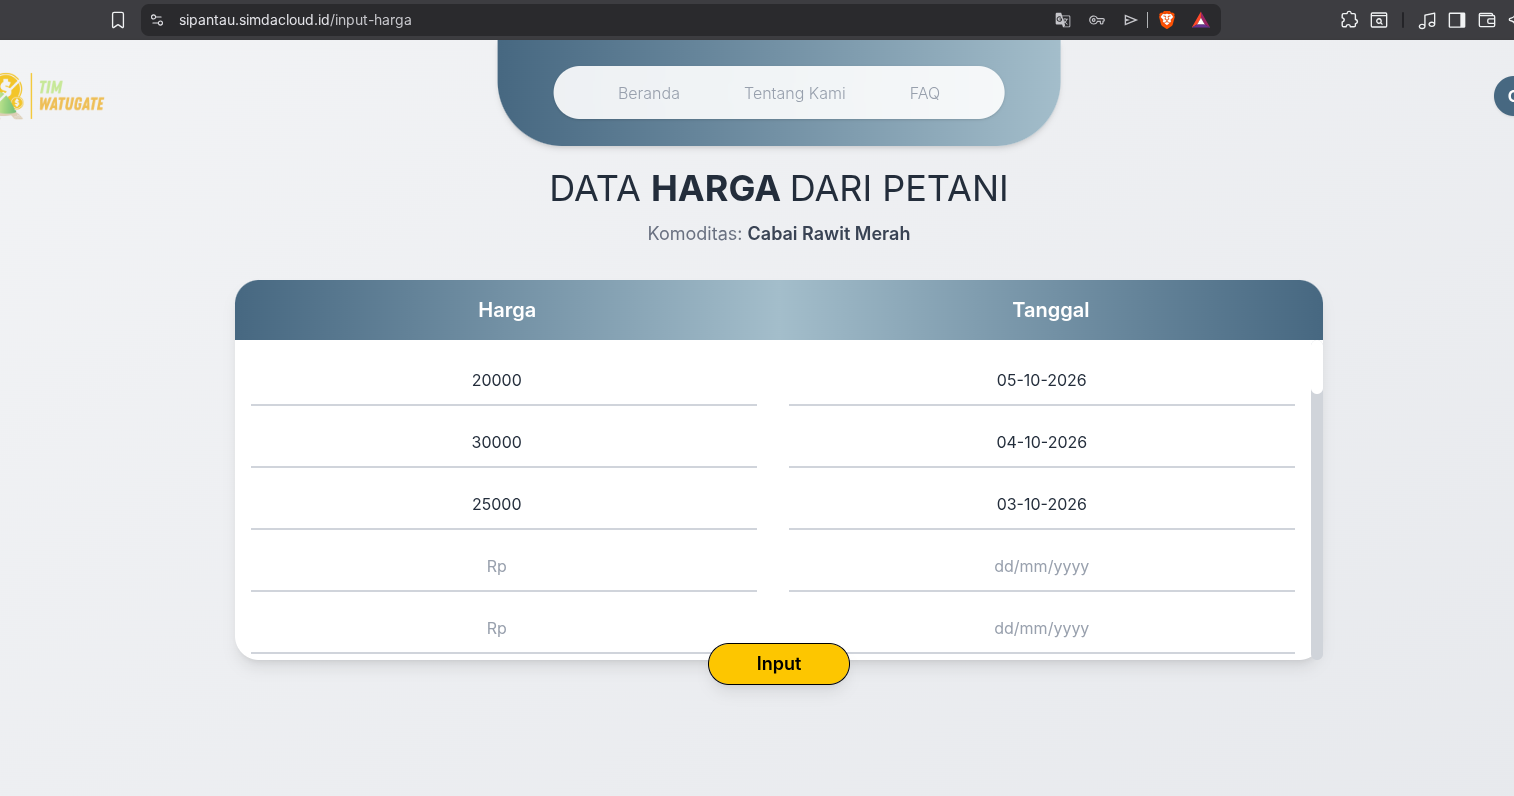 sipantau.simdacloud.id/input-harga
TIM
WATUGATE
Beranda Tentang Kami FAQ
DATA HARGA DARI PETANI
Komoditas: Cabai Rawit Merah
Harga Tanggal
20000 05-10-2026
30000 04-10-2026
25000 03-10-2026
Rp dd/mm/yyyy
Rp dd/mm/yyyy
Input